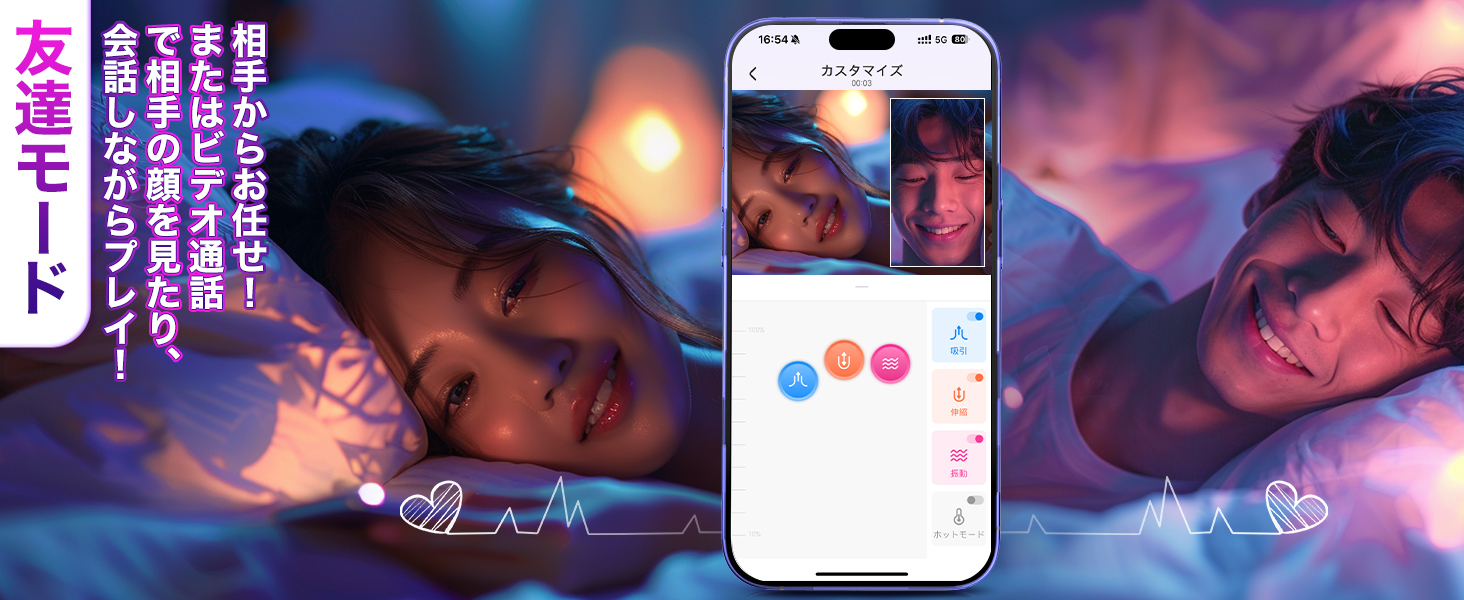 友達モード
相手からお任せ！
またはビデオ通話
で相手の顔を見たり、
会話しながらプレイ！
16:54
5G
80
カスタマイズ
00:03
100%
10%
吸引
伸縮
振動
ホットモード